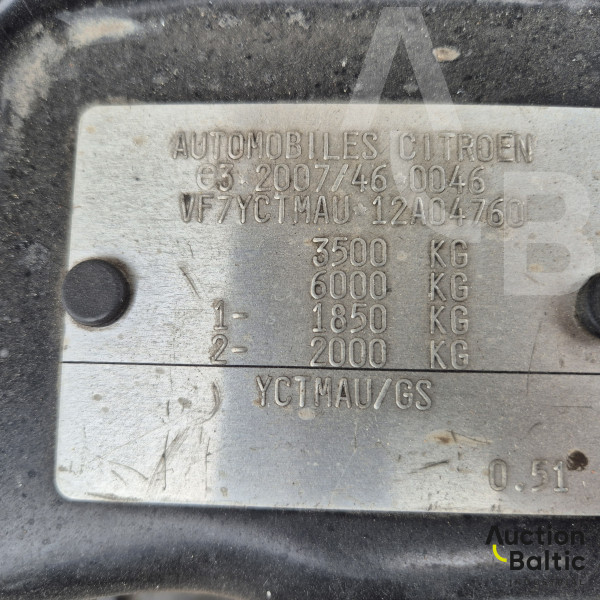 AUTOMOBILES CITROEN
e3 2007/46 0046
VF7YCTMAU 12A04760
3500 KG
6000 KG
1- 1850 KG
2- 2000 KG
YCTMAU/GS
0.51
Auction
Baltic
AB